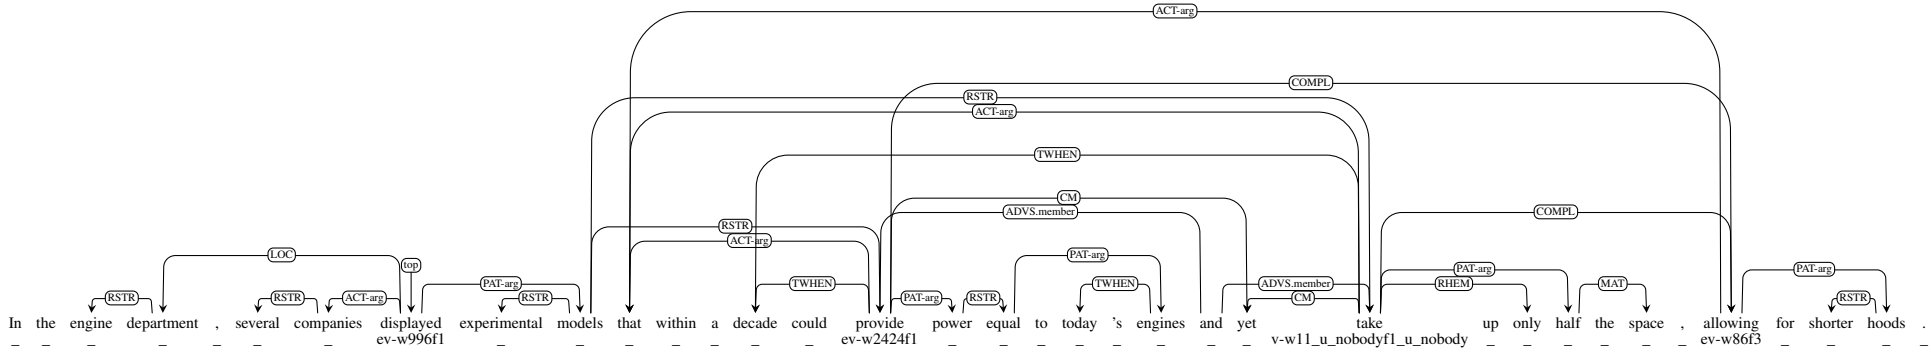 ACT-arg
COMPL
RSTR
ACT-arg
TWHEN
CM
ADVS.member COMPL
RSTR
ACT-arg
LOC PAT-arg
top
PAT-arg PAT-arg
PAT-arg TWHEN TWHEN ADVS.member RHEM MAT
RSTR RSTR ACT-arg RSTR PAT-arg RSTR CM RSTR
In the engine department , several companies displayed experimental models that within a decade could provide power equal to today 's engines and yet take up only half the space , allowing for shorter hoods .
_ _ _ _ _ _ _ ev-w996f1 _ _ _ _ _ _ _ ev-w2424f1 _ _ _ _ _ _ _ _ v-w11_u_nobodyf1_u_nobody _ _ _ _ _ _ ev-w86f3 _ _ _ _